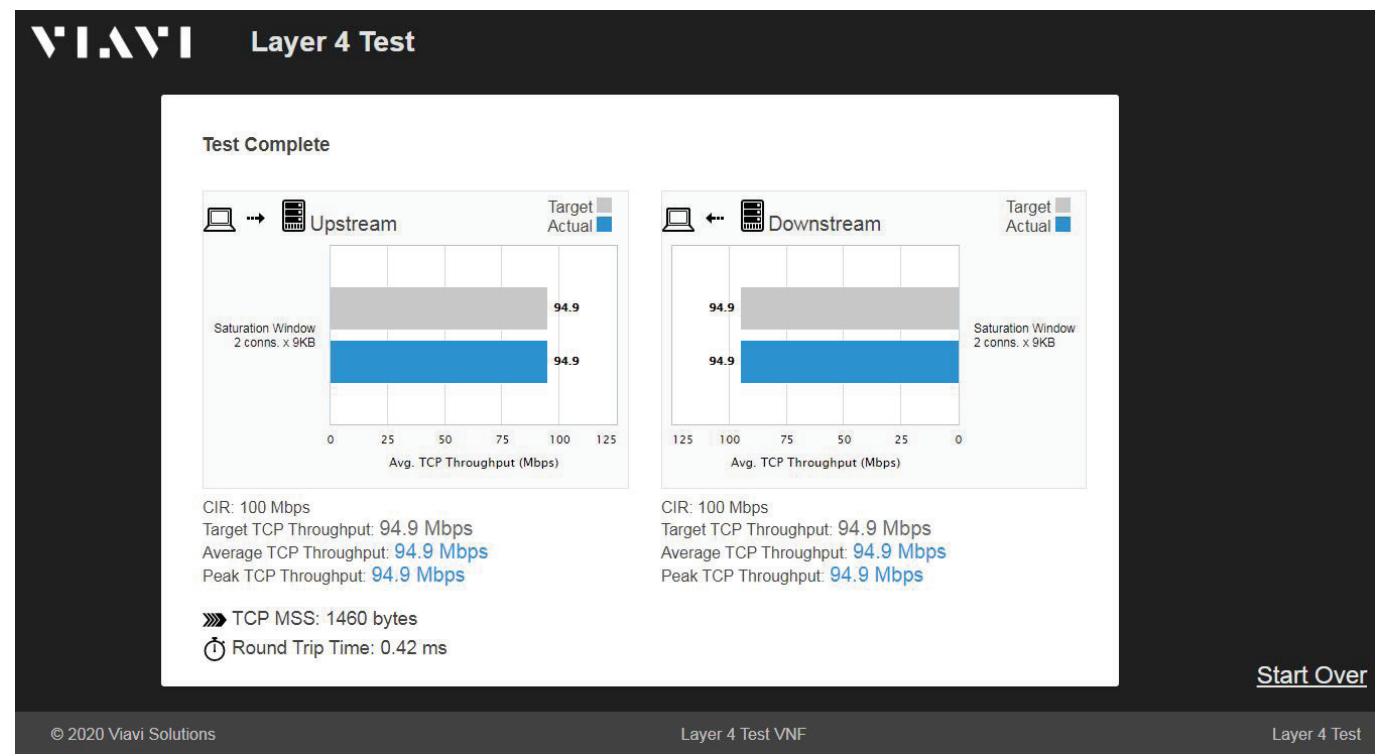 VIAVI Layer 4 Test
Test Complete
Upstream
Target
Actual
94.9
94.9
Saturation Window
2 conns. x 9KB
0 25 50 75 100 125
Avg. TCP Throughput (Mbps)
CIR: 100 Mbps
Target TCP Throughput: 94.9 Mbps
Average TCP Throughput: 94.9 Mbps
Peak TCP Throughput: 94.9 Mbps
Downstream
Target
Actual
94.9
94.9
Saturation Window
2 conns. x 9KB
125 100 75 50 25 0
Avg. TCP Throughput (Mbps)
CIR: 100 Mbps
Target TCP Throughput: 94.9 Mbps
Average TCP Throughput: 94.9 Mbps
Peak TCP Throughput: 94.9 Mbps
TCP MSS: 1460 bytes
Round Trip Time: 0.42 ms
Start Over
© 2020 Viavi Solutions Layer 4 Test VNF Layer 4 Test